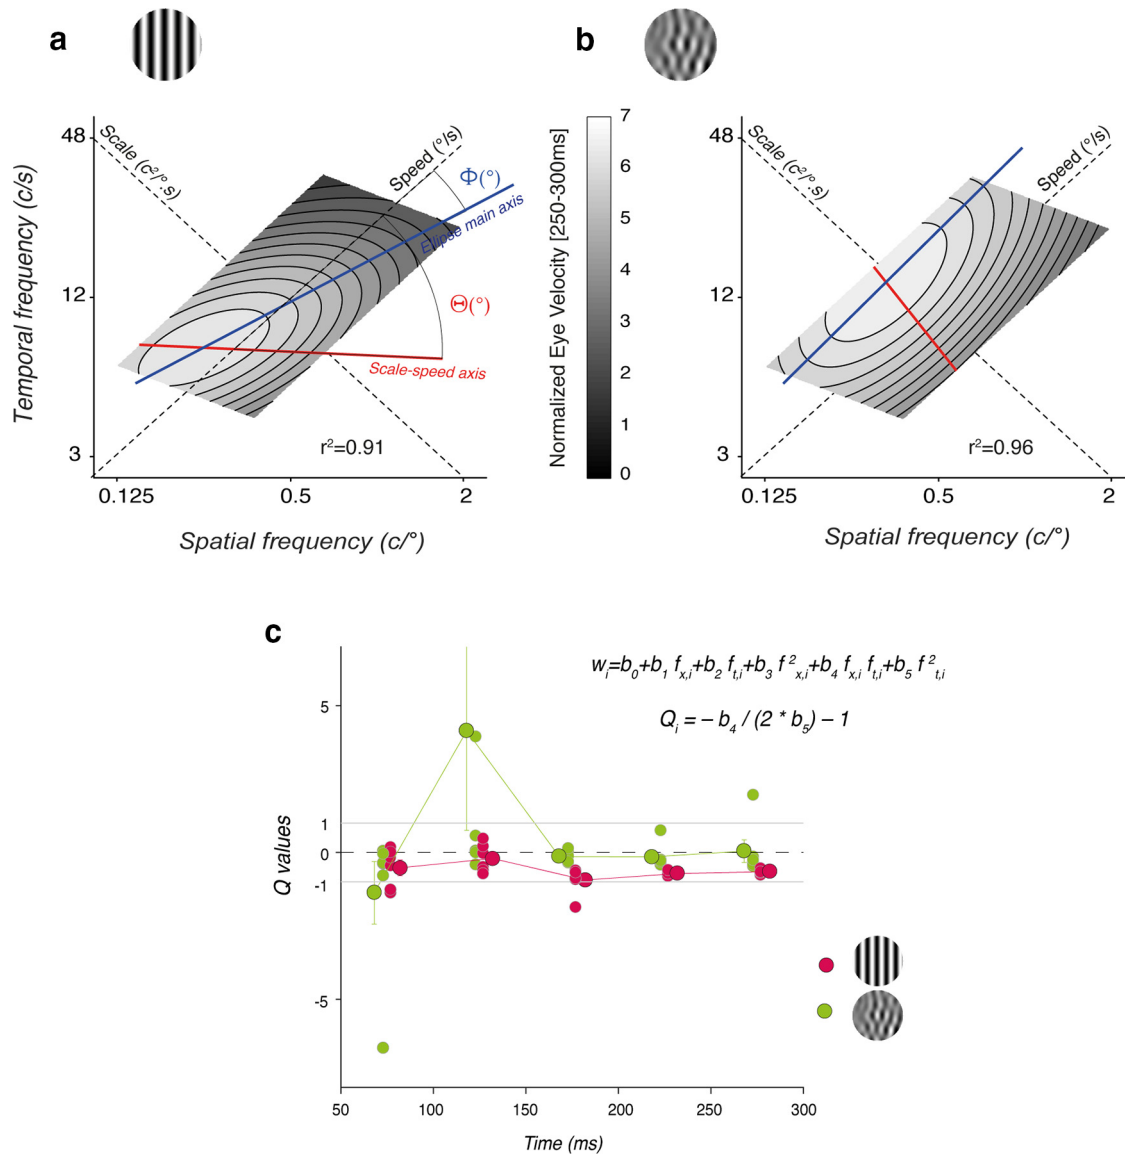 a
b
48
12
3
Temporal frequency (c/s)
Scale (c²/°.s)
Speed (°/s)
Φ(°)
Ellipse main axis
Θ(°)
Scale-speed axis
r²=0.91
0.125
0.5
2
Spatial frequency (c/°)
Normalized Eye Velocity [250-300ms]
7
6
5
4
3
2
1
0
48
12
3
Scale (c²/°.s)
Speed (°/s)
r²=0.96
0.125
0.5
2
Spatial frequency (c/°)
c
wᵢ=b₀+b₁ fₓ,ᵢ+b₂ fₜ,ᵢ+b₃ f²ₓ,ᵢ+b₄ fₓ,ᵢ fₜ,ᵢ+b₅ f²ₜ,ᵢ
Qᵢ = – b₄ / (2 * b₅) – 1
Q values
5
1
0
-1
-5
50
100
150
200
250
300
Time (ms)